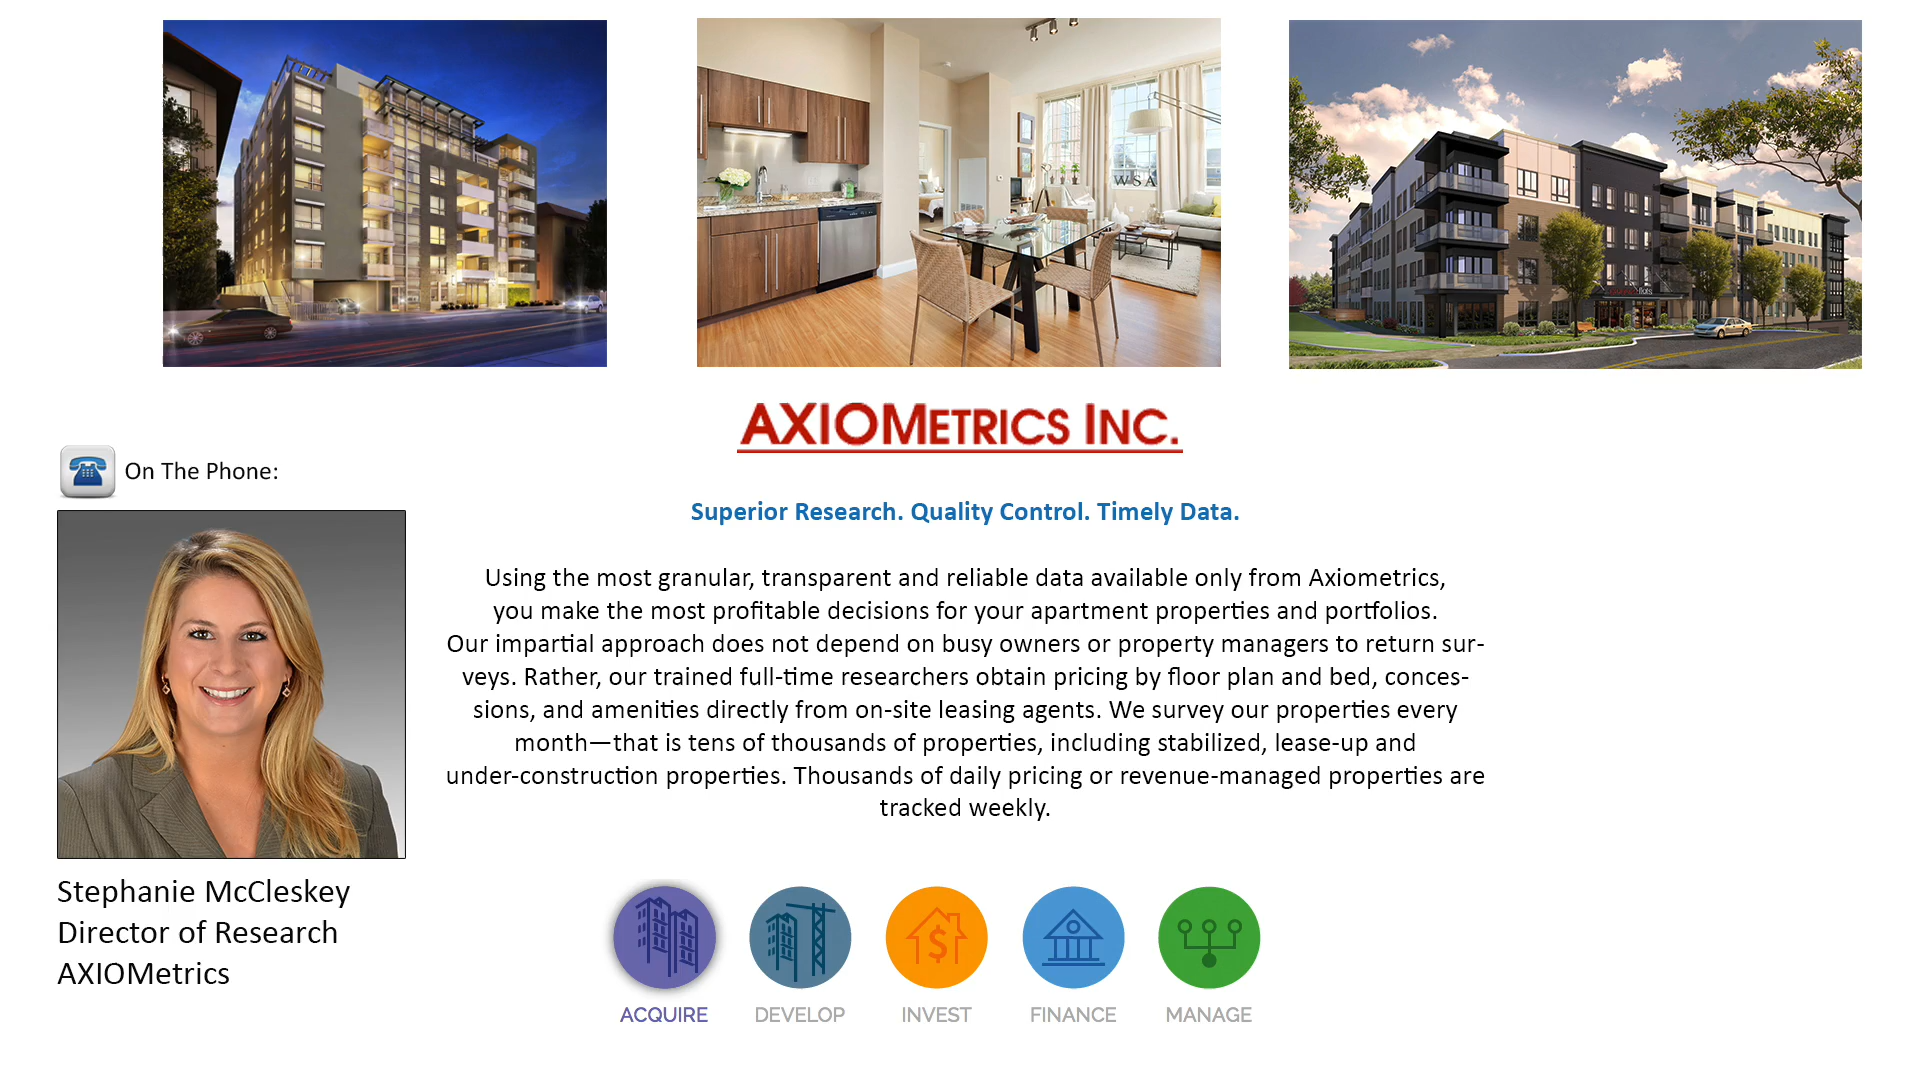 WSA
flats
AXIOMETRICS INC.
On The Phone:
Superior Research. Quality Control. Timely Data.
Using the most granular, transparent and reliable data available only from Axiometrics,
you make the most profitable decisions for your apartment properties and portfolios.
Our impartial approach does not depend on busy owners or property managers to return sur-
veys. Rather, our trained full-time researchers obtain pricing by floor plan and bed, conces-
sions, and amenities directly from on-site leasing agents. We survey our properties every
month—that is tens of thousands of properties, including stabilized, lease-up and
under-construction properties. Thousands of daily pricing or revenue-managed properties are
tracked weekly.
Stephanie McCleskey
Director of Research
AXIOMetrics
ACQUIRE DEVELOP INVEST FINANCE MANAGE